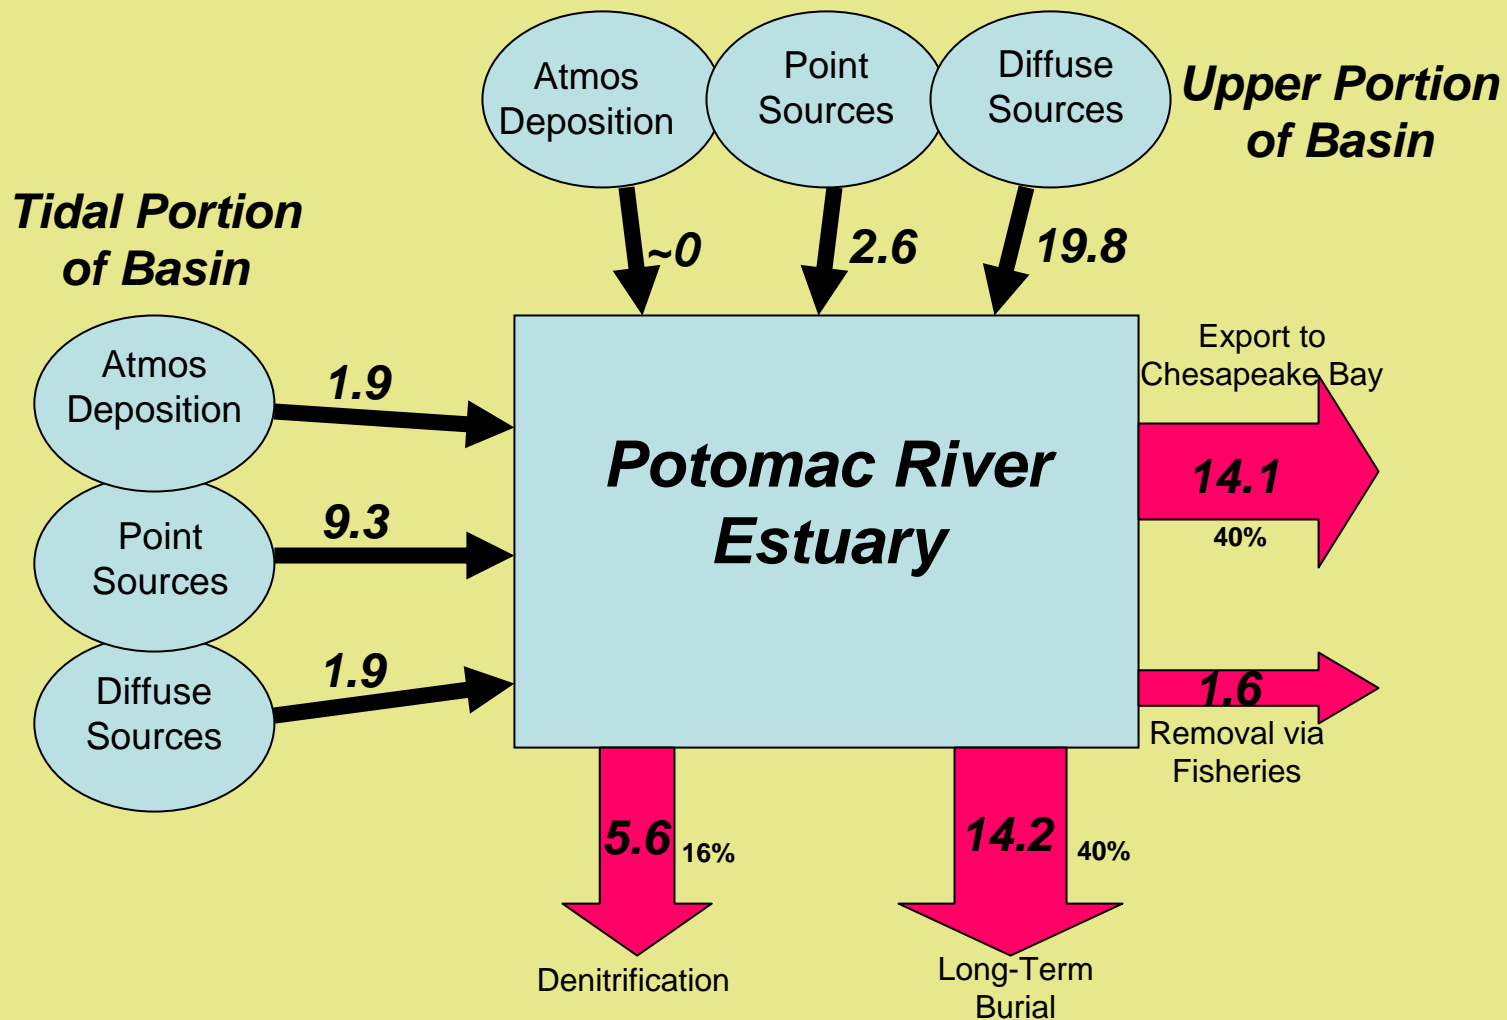 Atmos
Deposition
Point
Sources
Diffuse
Sources
Upper Portion
of Basin
~0
2.6
19.8
Tidal Portion
of Basin
Atmos
Deposition
1.9
Point
Sources
9.3
Diffuse
Sources
1.9
Potomac River
Estuary
Export to
Chesapeake Bay
14.1
40%
1.6
Removal via
Fisheries
5.6
16%
Denitrification
14.2
40%
Long-Term
Burial